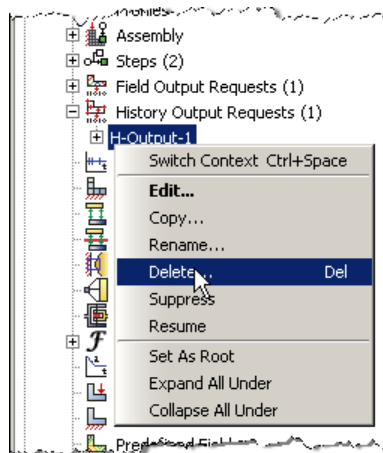 Assembly
Steps (2)
Field Output Requests (1)
History Output Requests (1)
H-Output-1
Switch Context Ctrl+Space
Edit...
Copy...
Rename...
Delete... Del
Suppress
Resume
Set As Root
Expand All Under
Collapse All Under